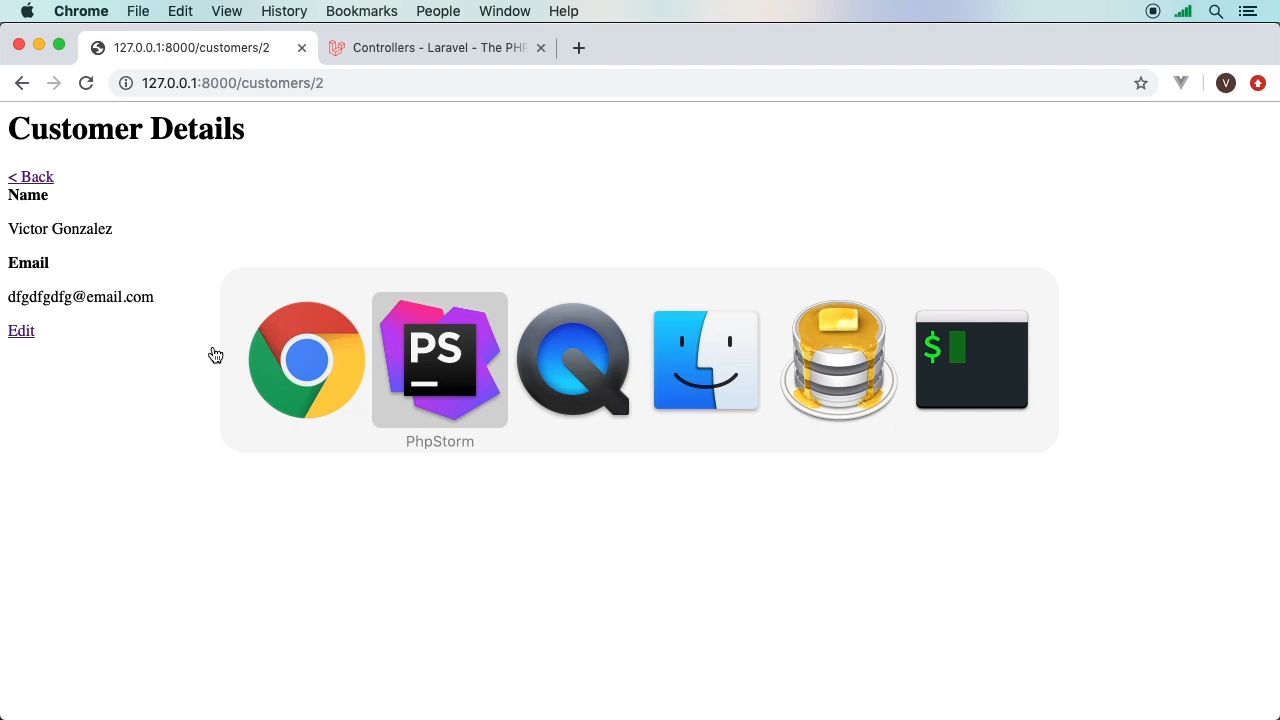 Chrome File Edit View History Bookmarks People Window Help
127.0.0.1:8000/customers/2
Controllers - Laravel - The PHP
127.0.0.1:8000/customers/2
V
Customer Details
< Back
Name
Victor Gonzalez
Email
dfgdfgdfg@email.com
Edit
PS
$
PhpStorm